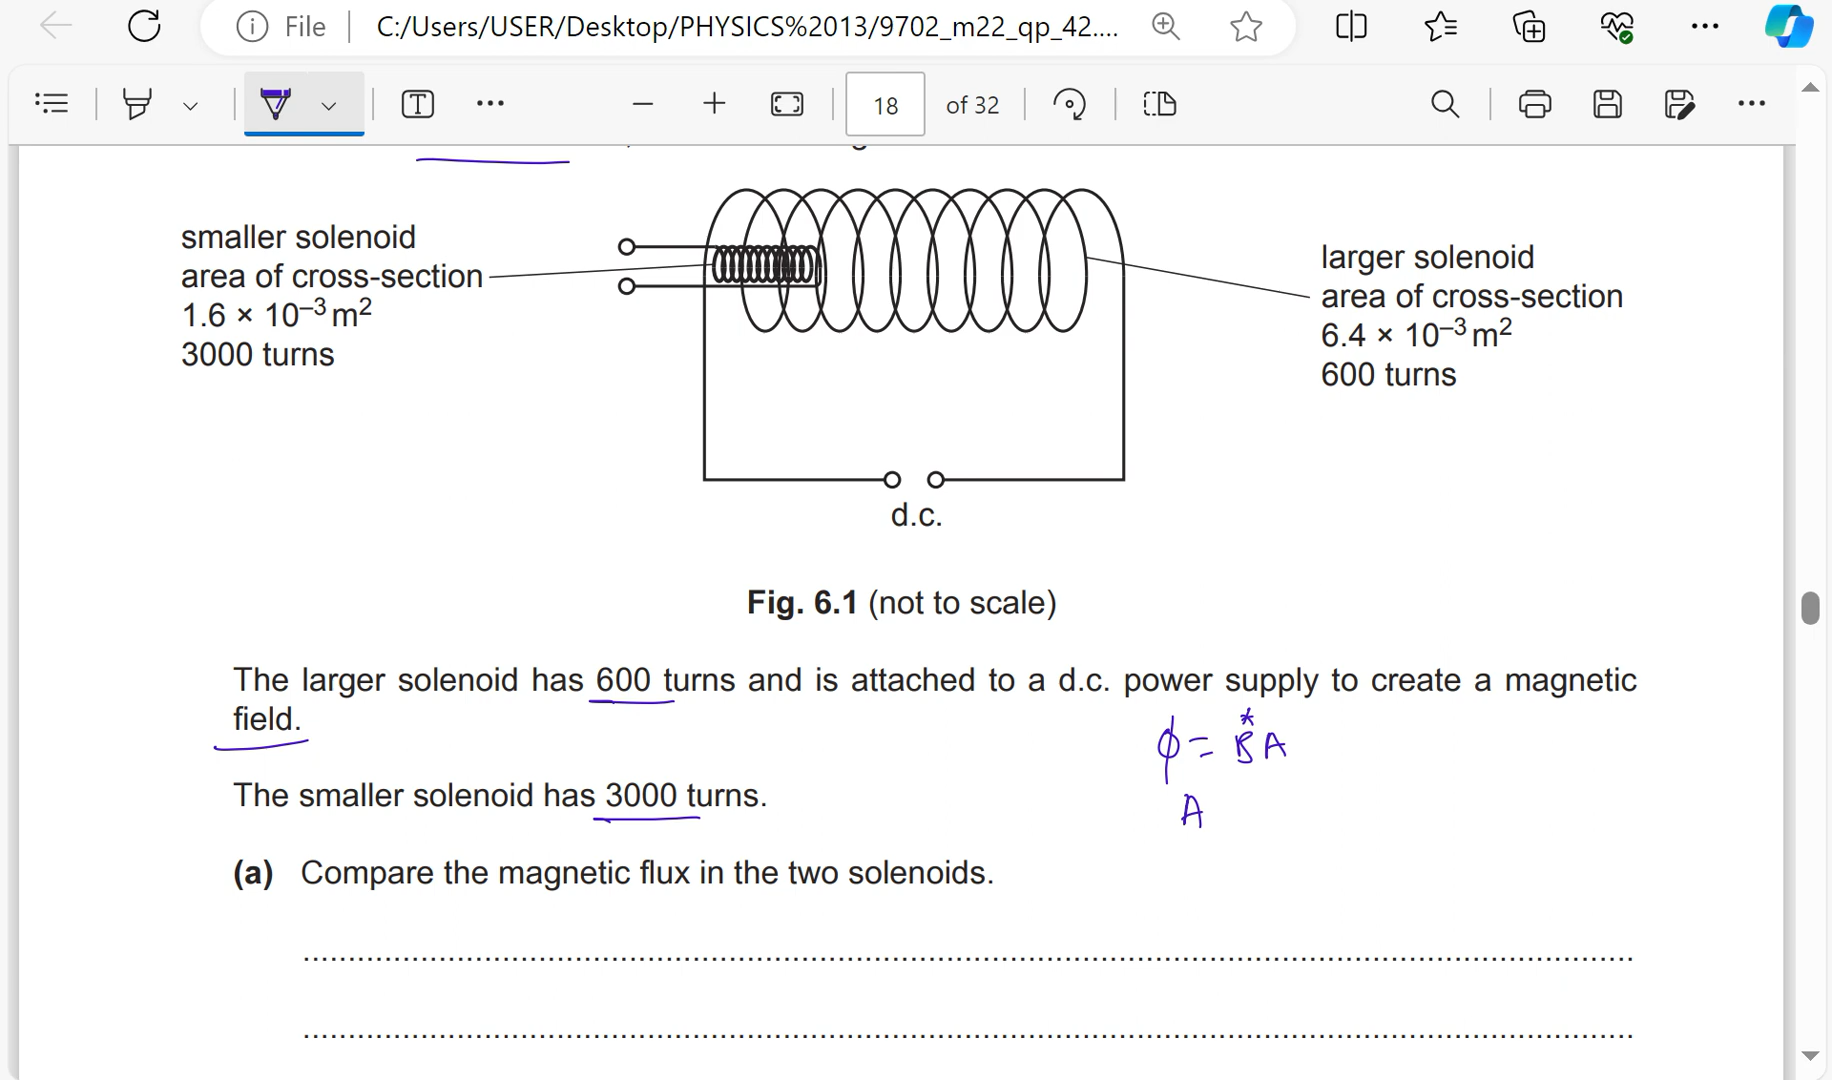 File
C:/Users/USER/Desktop/PHYSICS%2013/9702_m22_qp_42....
18 of 32
smaller solenoid
area of cross-section
1.6 × 10⁻³ m²
3000 turns
larger solenoid
area of cross-section
6.4 × 10⁻³ m²
600 turns
d.c.
Fig. 6.1 (not to scale)
The larger solenoid has 600 turns and is attached to a d.c. power supply to create a magnetic
field.
*
ϕ = BA
The smaller solenoid has 3000 turns.
A
(a) Compare the magnetic flux in the two solenoids.